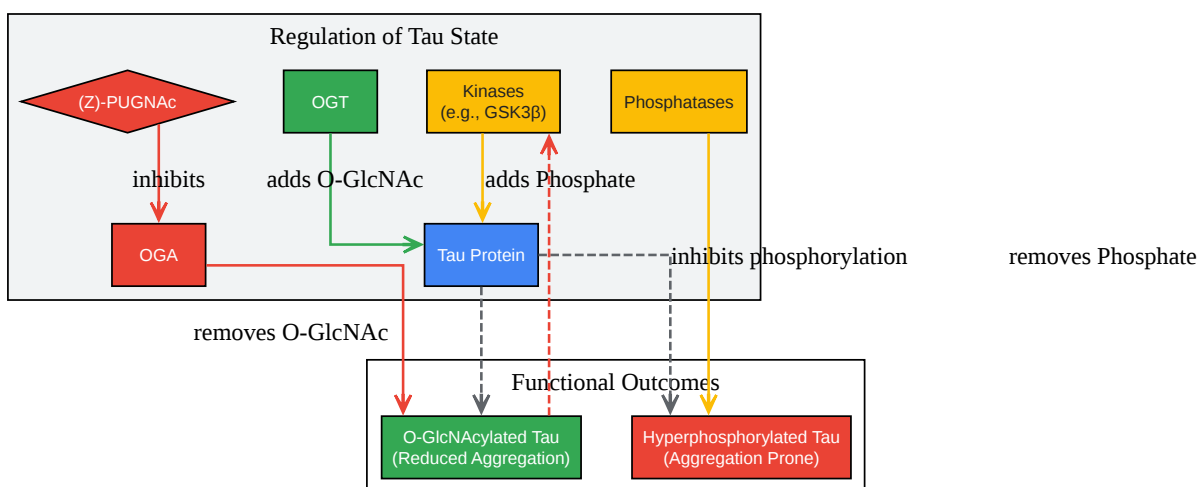 Regulation of Tau State
(Z)-PUGNAc
OGT
Kinases
(e.g., GSK3β)
Phosphatases
inhibits
adds O-GlcNAc
adds Phosphate
OGA
Tau Protein
inhibits phosphorylation
removes Phosphate
removes O-GlcNAc
Functional Outcomes
O-GlcNAcylated Tau
(Reduced Aggregation)
Hyperphosphorylated Tau
(Aggregation Prone)